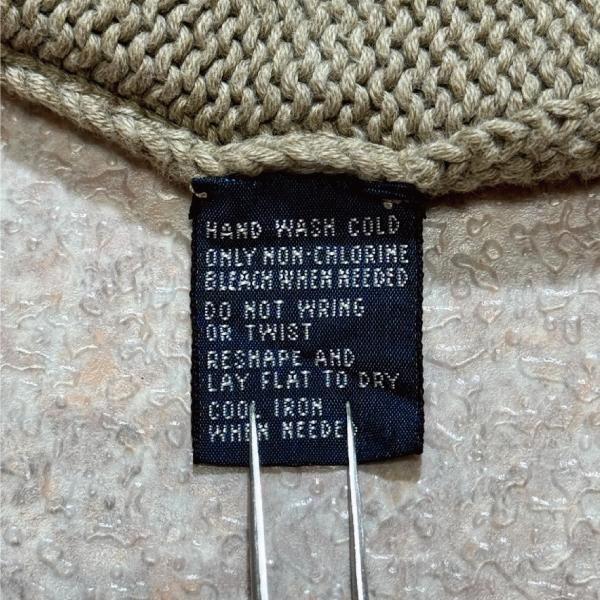 HAND WASH COLD
ONLY NON-CHLORINE
BLEACH WHEN NEEDED
DO NOT WRING
OR TWIST
RESHAPE AND
LAY FLAT TO DRY
COOL IRON
WHEN NEEDED